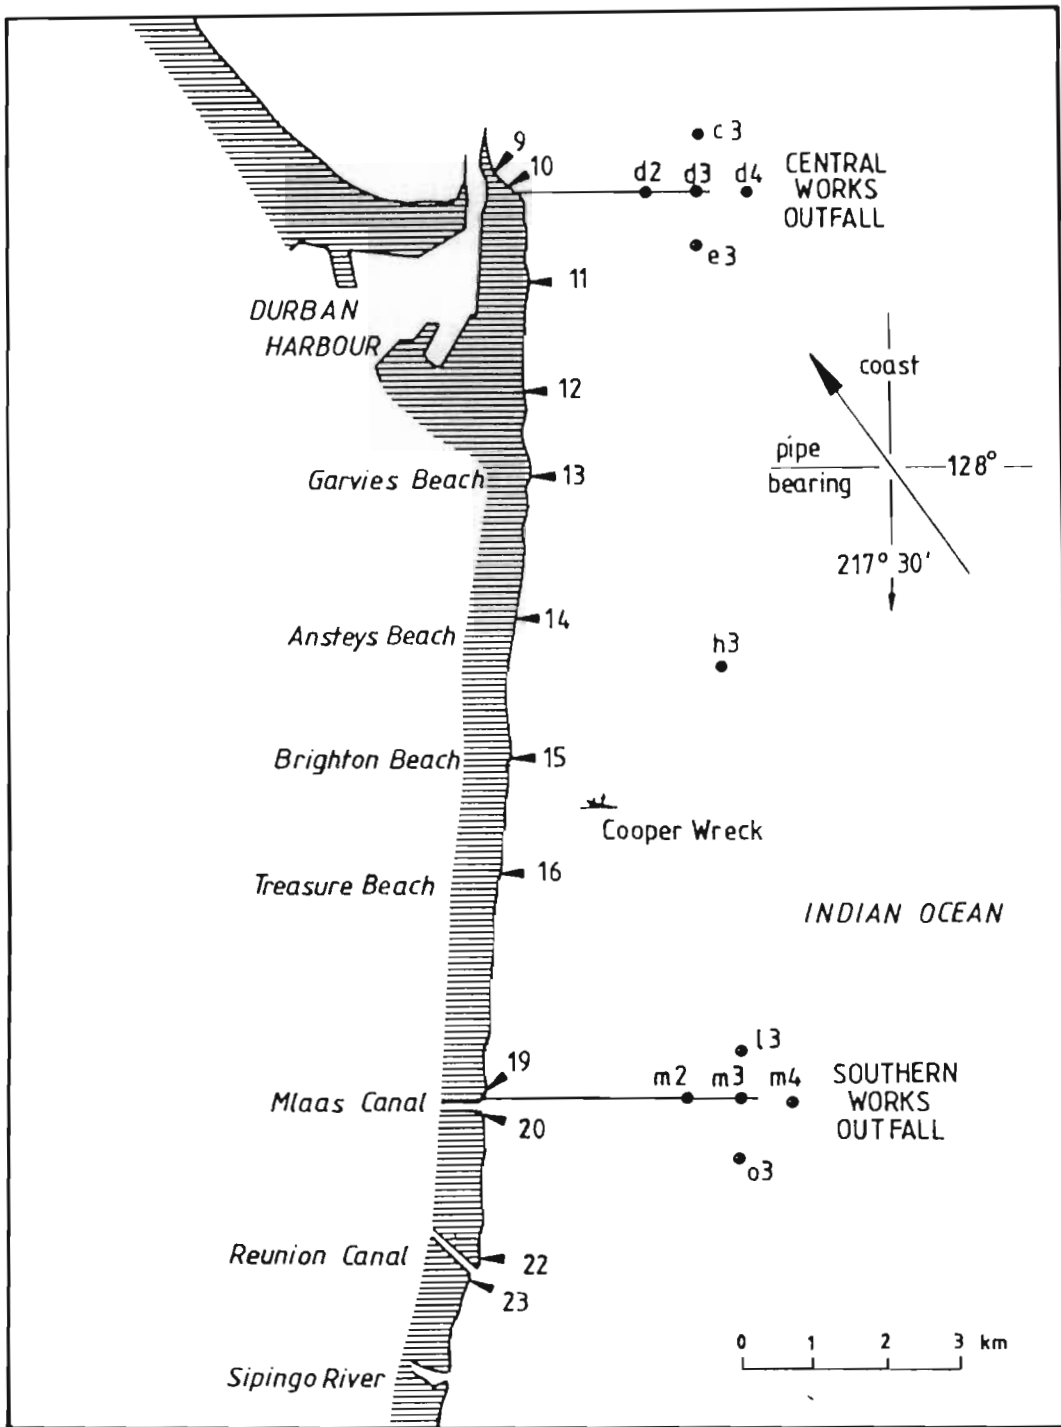 9
10
c3
d2 d3 d4
CENTRAL
WORKS
OUTFALL
e3
11
DURBAN
HARBOUR
12
coast
pipe
bearing
128°
Garvies Beach
13
217° 30'
14
Ansteys Beach
h3
Brighton Beach
15
Cooper Wreck
16
Treasure Beach
INDIAN OCEAN
19
l3
m2 m3 m4
SOUTHERN
WORKS
OUTFALL
Mlaas Canal
20
o3
Reunion Canal
22
23
0 1 2 3 km
Sipingo River